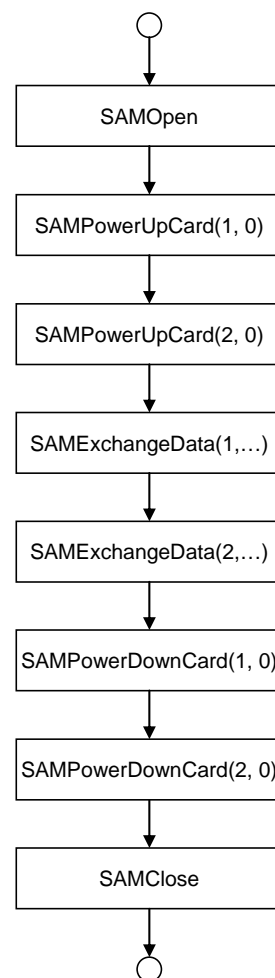 SAMOpen
SAMPowerUpCard(1, 0)
SAMPowerUpCard(2, 0)
SAMExchangeData(1,…)
SAMExchangeData(2,…)
SAMPowerDownCard(1, 0)
SAMPowerDownCard(2, 0)
SAMClose